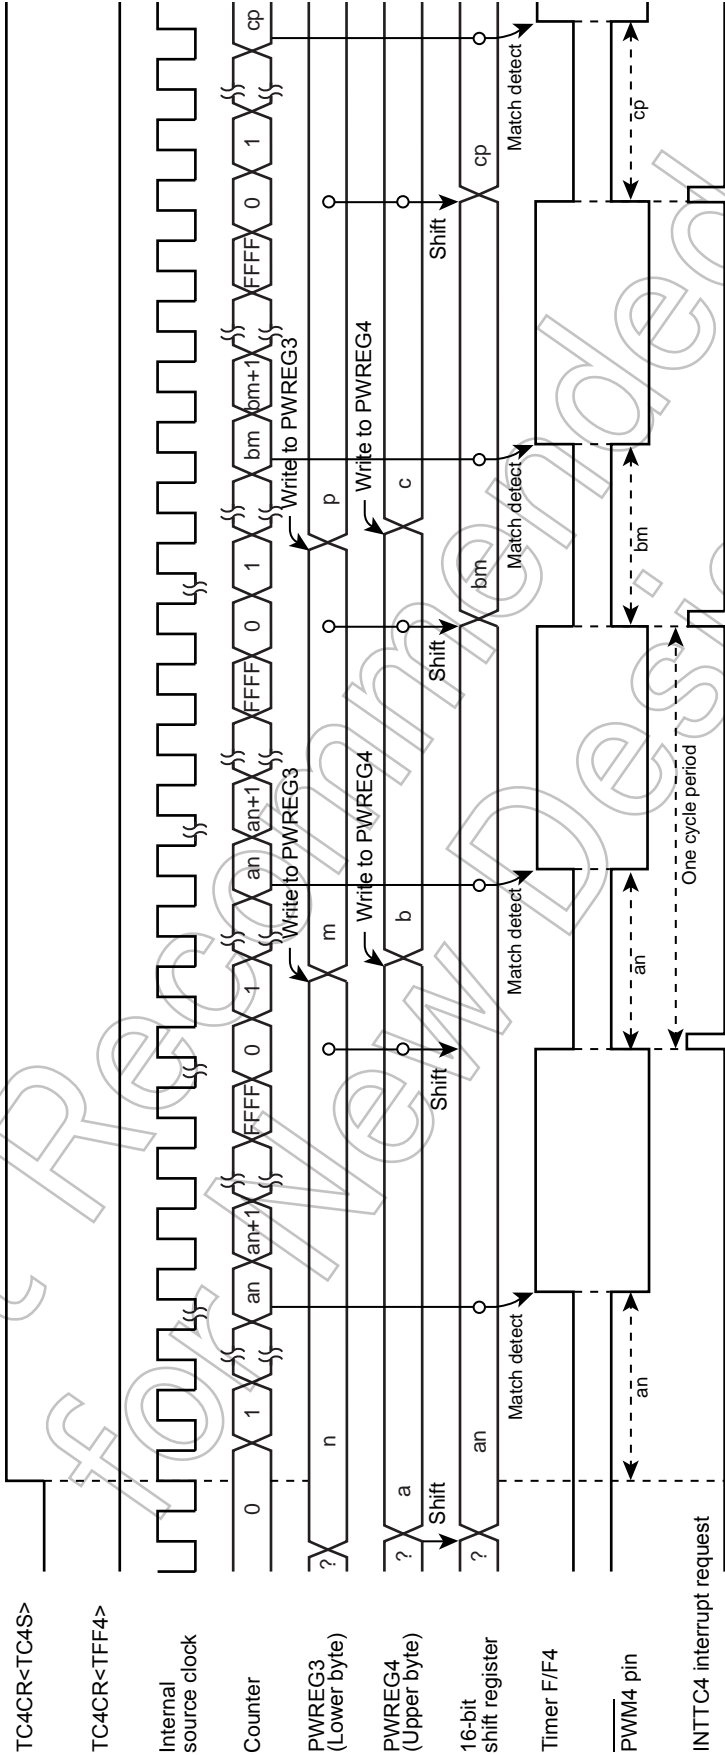 TC4CR<TC4S>
TC4CR<TFF4>
Internal
source clock
Counter
0 1 an an+1 FFFF 0 1 an an+1 FFFF 0 1 bm bm+1 FFFF 0 1 cp
Write to PWREG3
Write to PWREG3
PWREG3
(Lower byte)
? n m p
Write to PWREG4
Write to PWREG4
PWREG4
(Upper byte)
? a b c
Shift Shift Shift Shift
16-bit
shift register
? an bm cp
Match detect Match detect Match detect Match detect
Timer F/F4
PWM4 pin
an an bm cp
One cycle period
INTTC4 interrupt request
t Recommended
for New Desi